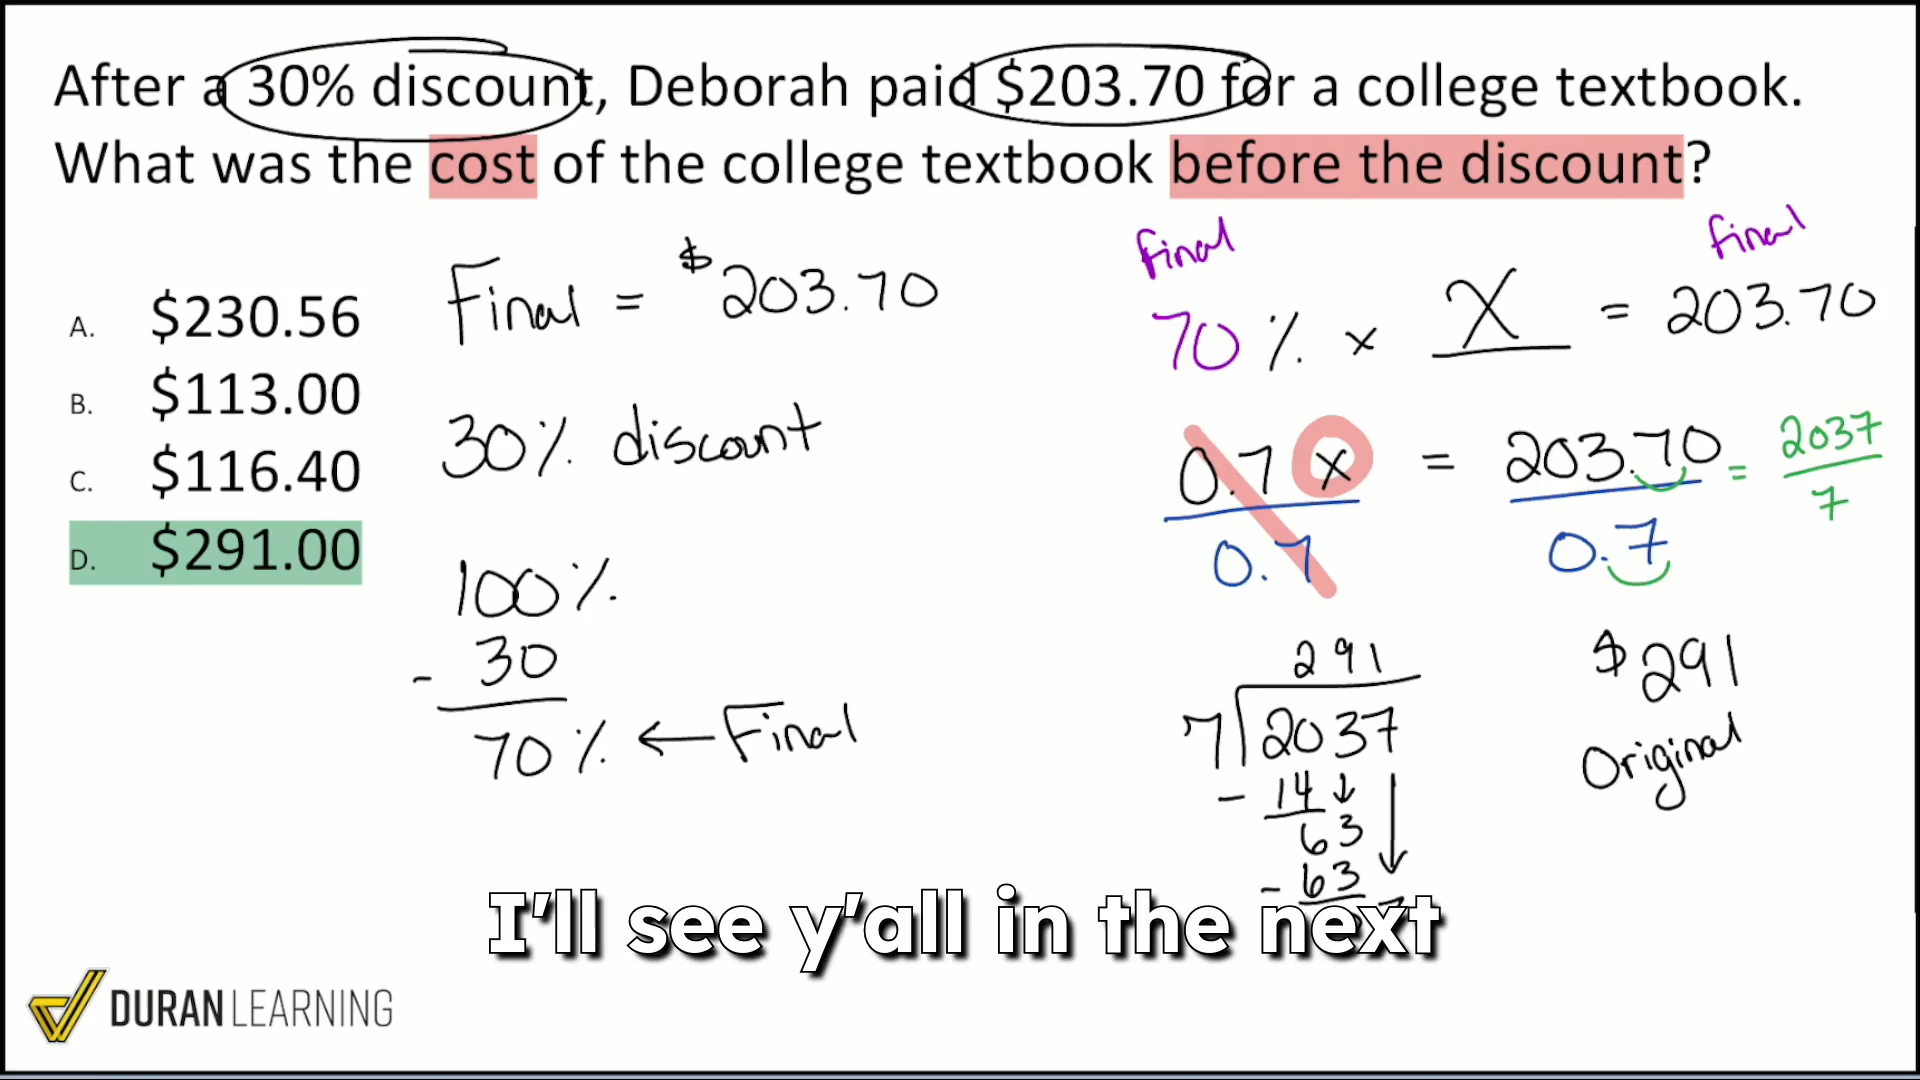 After a 30% discount, Deborah paid $203.70 for a college textbook.
What was the cost of the college textbook before the discount?
A. $230.56
B. $113.00
C. $116.40
D. $291.00
Final = $203.70
30% discount
100%
- 30
70% ← Final
Final Final
70% × X = 203.70
0.7x = 203.70 = 2037
0.7 0.7 7
291
7 2037
- 14
63
- 63
$291
Original
I'll see y'all in the next
DURAN LEARNING